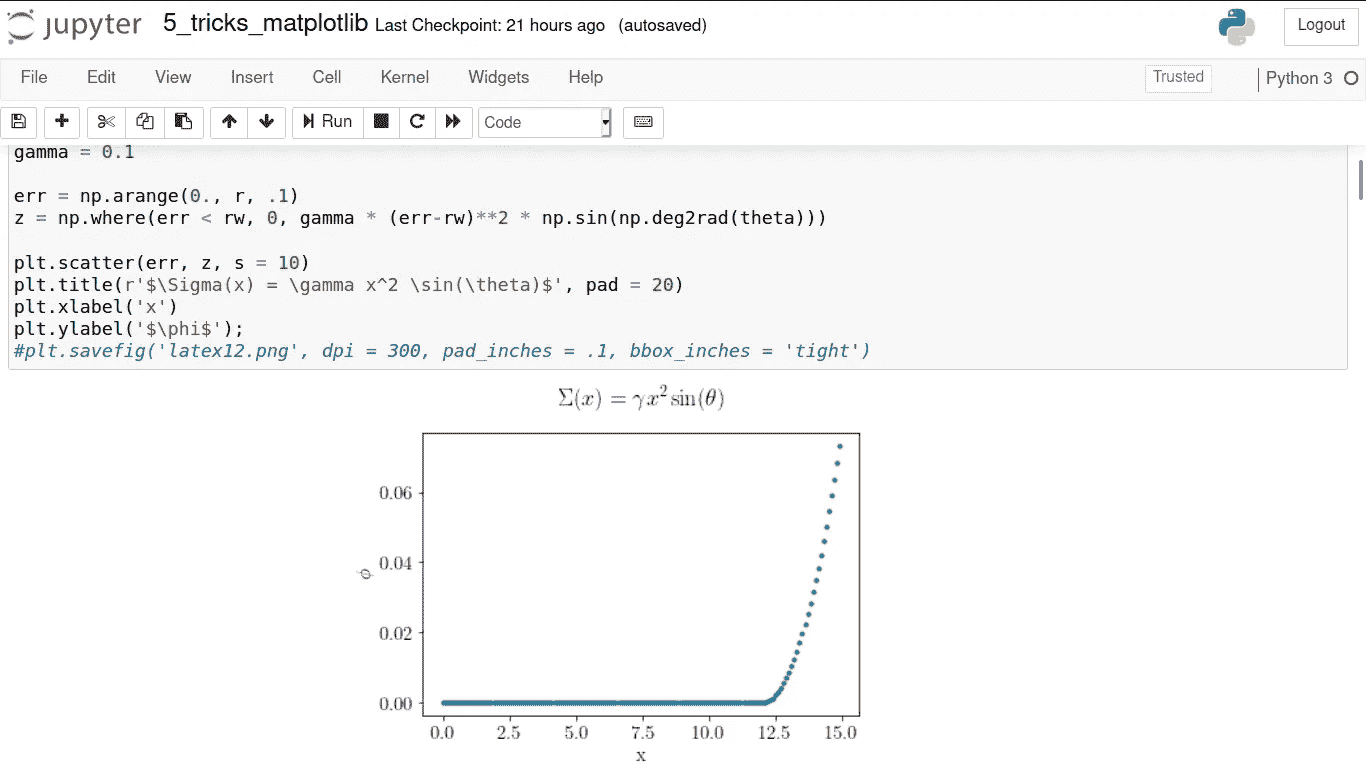 jupyter 5_tricks_matplotlib Last Checkpoint: 21 hours ago (autosaved) Logout
File Edit View Insert Cell Kernel Widgets Help Trusted Python 3
Run Code
gamma = 0.1
err = np.arange(0., r, .1)
z = np.where(err < rw, 0, gamma * (err-rw)**2 * np.sin(np.deg2rad(theta)))
plt.scatter(err, z, s = 10)
plt.title(r'$\Sigma(x) = \gamma x^2 \sin(\theta)$', pad = 20)
plt.xlabel('x')
plt.ylabel('$\phi$');
#plt.savefig('latex12.png', dpi = 300, pad_inches = .1, bbox_inches = 'tight')
Σ(x) = γx² sin(θ)
0.06
0.04
ϕ
0.02
0.00
0.0 2.5 5.0 7.5 10.0 12.5 15.0
x